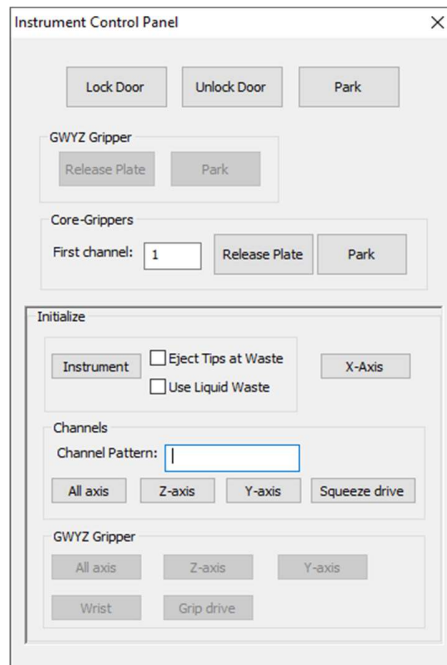 Instrument Control Panel
Lock Door Unlock Door Park
GWYZ Gripper
Release Plate Park
Core-Grippers
First channel: 1 Release Plate Park
Initialize
Instrument Eject Tips at Waste X-Axis
Use Liquid Waste
Channels
Channel Pattern:
All axis Z-axis Y-axis Squeeze drive
GWYZ Gripper
All axis Z-axis Y-axis
Wrist Grip drive